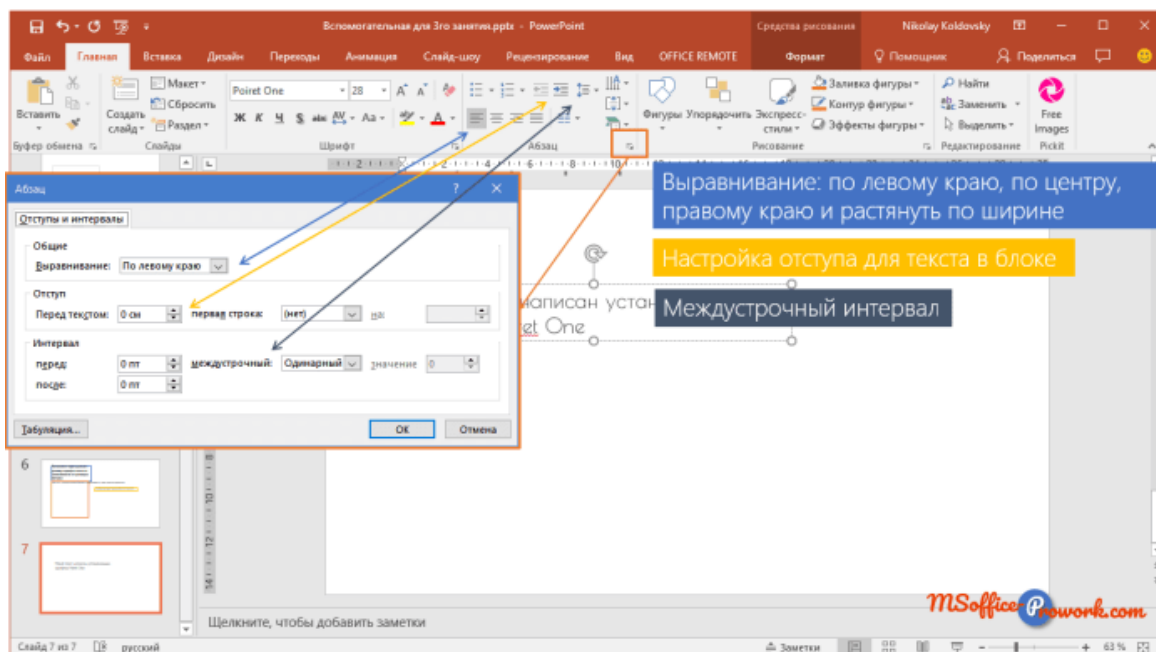 Вспомогательная для 3го занятия.pptx - PowerPoint
Средства рисования
Nikolay Koldovsky
Файл Главная Вставка Дизайн Переходы Анимация Слайд-шоу Рецензирование Вид OFFICE REMOTE Формат Помощник Поделиться
Вставить
Создать слайд
Макет
Сбросить
Раздел
Poiret One 28
Ж К Ч S abc AV Aa А
Фигуры Упорядочить Экспресс-стили
Заливка фигуры
Контур фигуры
Эффекты фигуры
Найти
Заменить
Выделить
Free Images
Буфер обмена Слайды Шрифт Абзац Рисование Редактирование Pickit
Абзац ?
Отступы и интервалы
Общие
Выравнивание: По левому краю
Отступ
Перед текстом: 0 см первая строка: (нет) на:
Интервал
перед: 0 пт междустрочный: Одинарный значение 0
после: 0 пт
Табуляция... ОК Отмена
Выравнивание: по левому краю, по центру,
правому краю и растянуть по ширине
Настройка отступа для текста в блоке
Междустрочный интервал
написан устан
et One
6
7
Щелкните, чтобы добавить заметки
MSoffice-Prowork.com
Слайд 7 из 7 русский Заметки 63 %